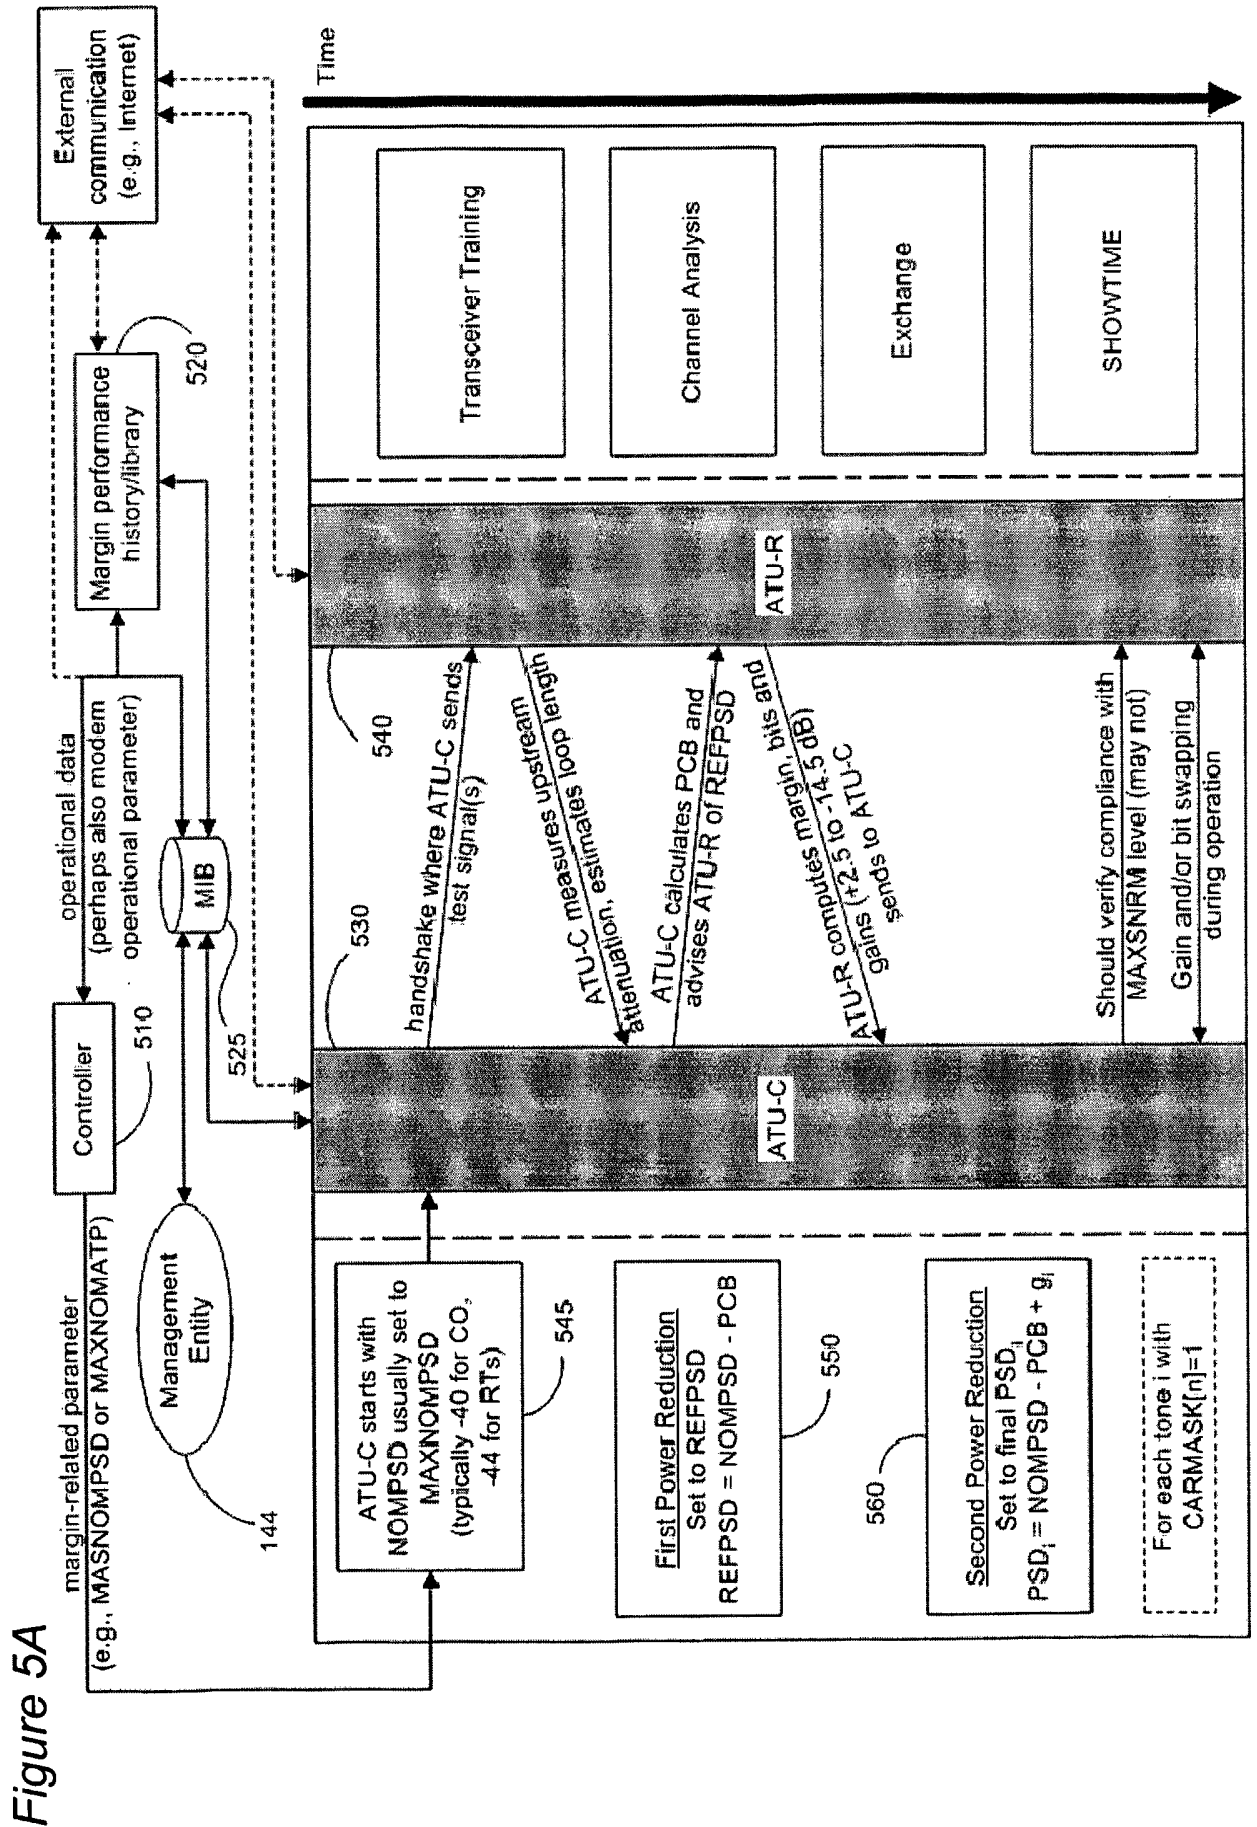 Figure 5A
margin-related parameter
(e.g., MASNOMPSD or MAXNOMATP)
Controller
510
operational data
(perhaps also modem
operational parameter)
Margin performance
history/library
520
External
communication
(e.g., Internet)
Management
Entity
144
MIB
525
530
540
Time
ATU-C starts with
NOMPSD usually set to
MAXNOMPSD
(typically -40 for CO,
-44 for RTs)
545
ATU-C
handshake where ATU-C sends
test signal(s)
ATU-R
Transceiver Training
ATU-C measures upstream
attenuation, estimates loop length
First Power Reduction
Set to REFPSD
REFPSD = NOMPSD - PCB
550
ATU-C calculates PCB and
advises ATU-R of REFPSD
Channel Analysis
ATU-R computes margin, bits and
gains (+2.5 to -14.5 dB)
sends to ATU-C
Exchange
560
Second Power Reduction
Set to final PSDi
PSDi = NOMPSD - PCB + gi
For each tone i with
CARMASK[n]=1
Should verify compliance with
MAXSNRM level (may not)
Gain and/or bit swapping
during operation
SHOWTIME